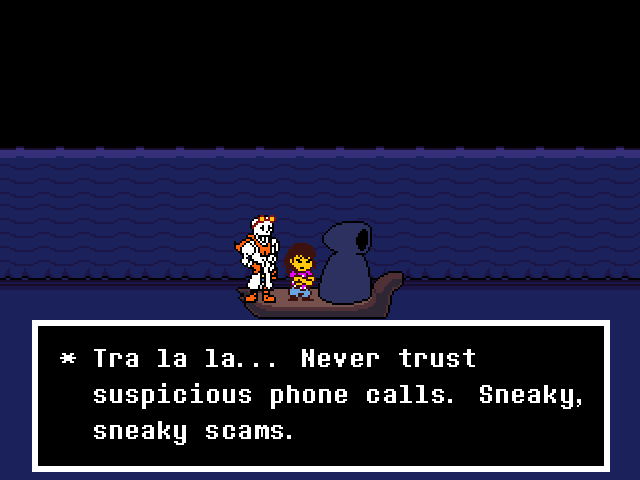 * Tra la la... Never trust
suspicious phone calls. Sneaky,
sneaky scams.